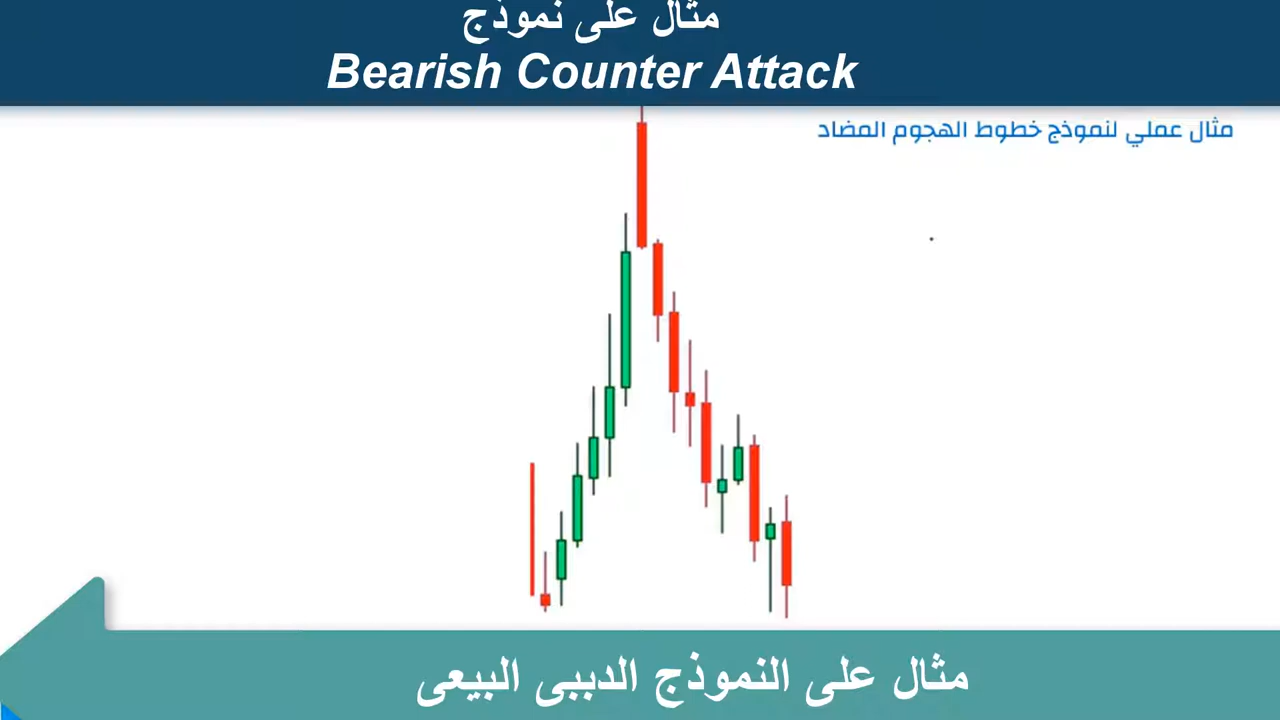 مثال على نموذج
Bearish Counter Attack
مثال عملي لنموذج خطوط الهجوم المضاد
مثال على النموذج الدببى البيعى